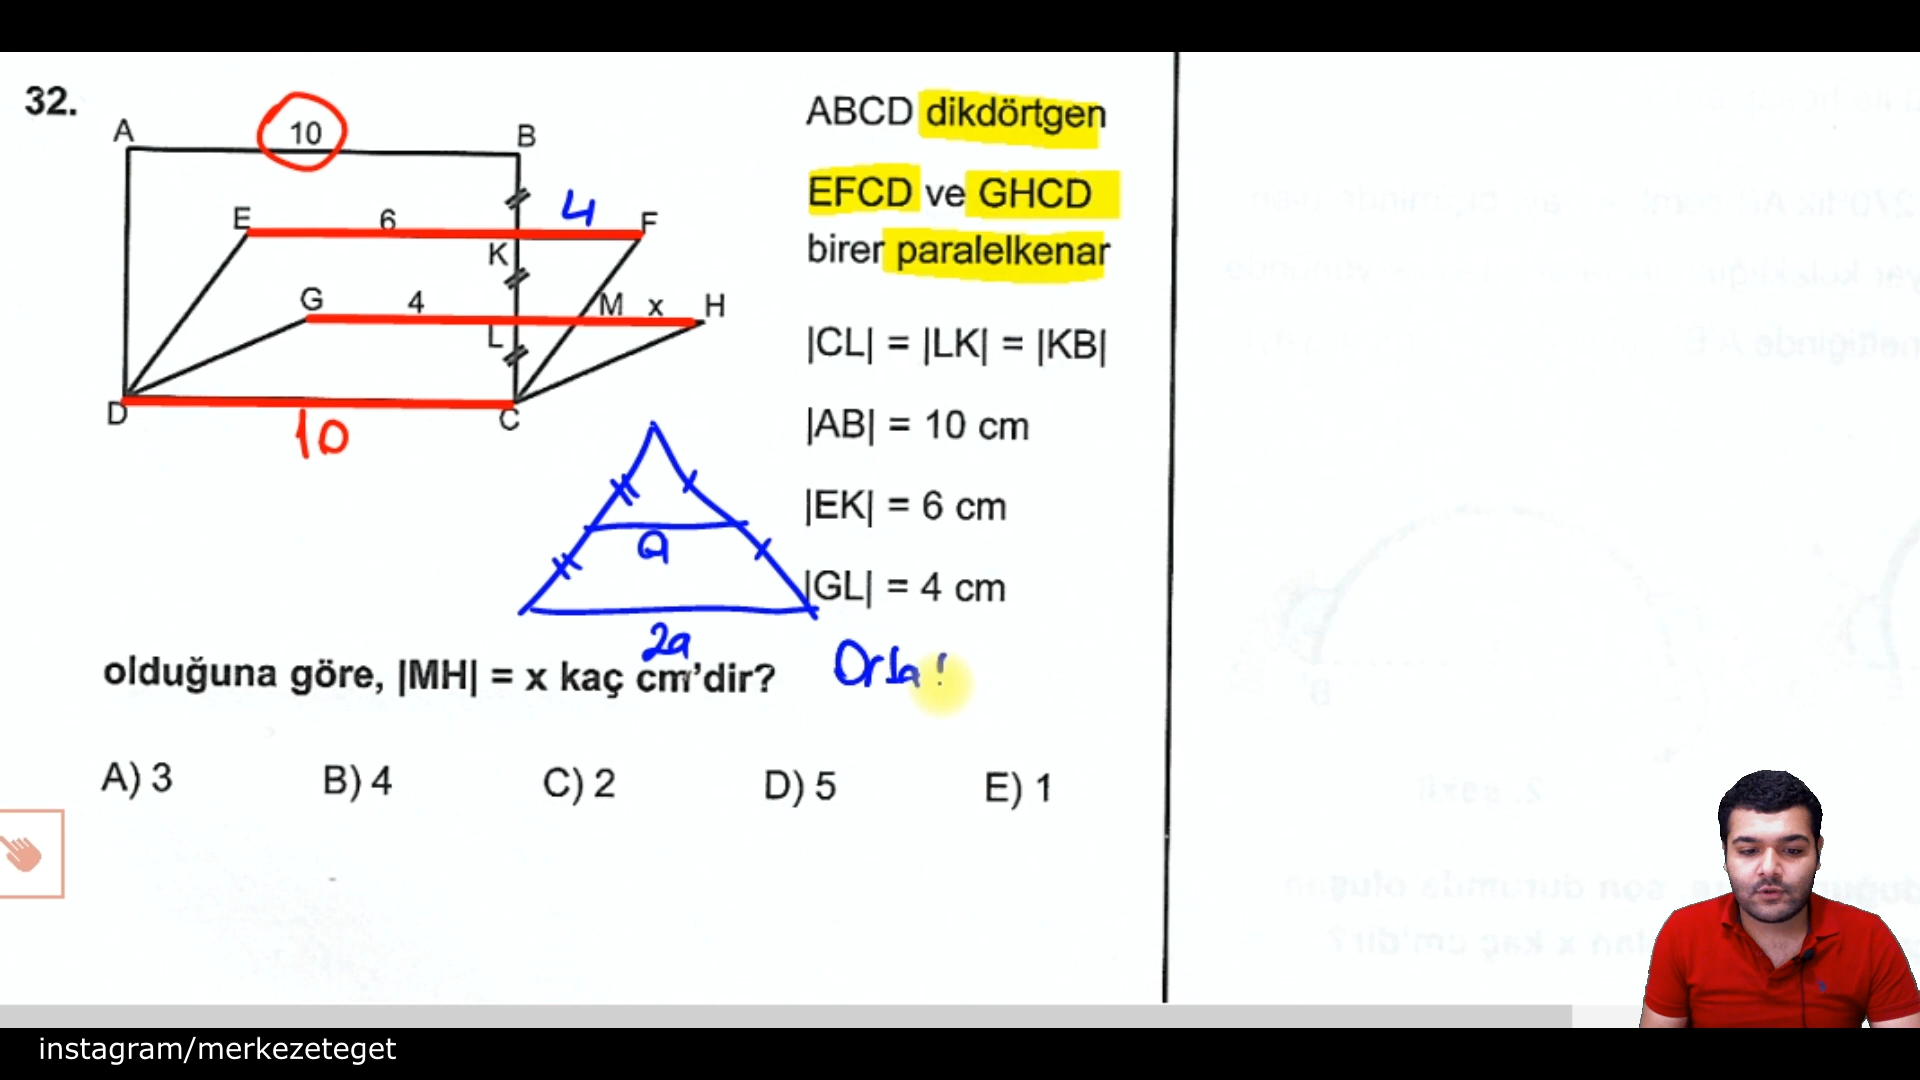 32.
A 10 B
E 6 4 F
K
G 4 M x H
L
D 10 C
ABCD dikdörtgen
EFCD ve GHCD
birer paralelkenar
|CL| = |LK| = |KB|
|AB| = 10 cm
|EK| = 6 cm
|GL| = 4 cm
a
2a
Orta!
olduğuna göre, |MH| = x kaç cm'dir?
A) 3 B) 4 C) 2 D) 5 E) 1
instagram/merkezeteget